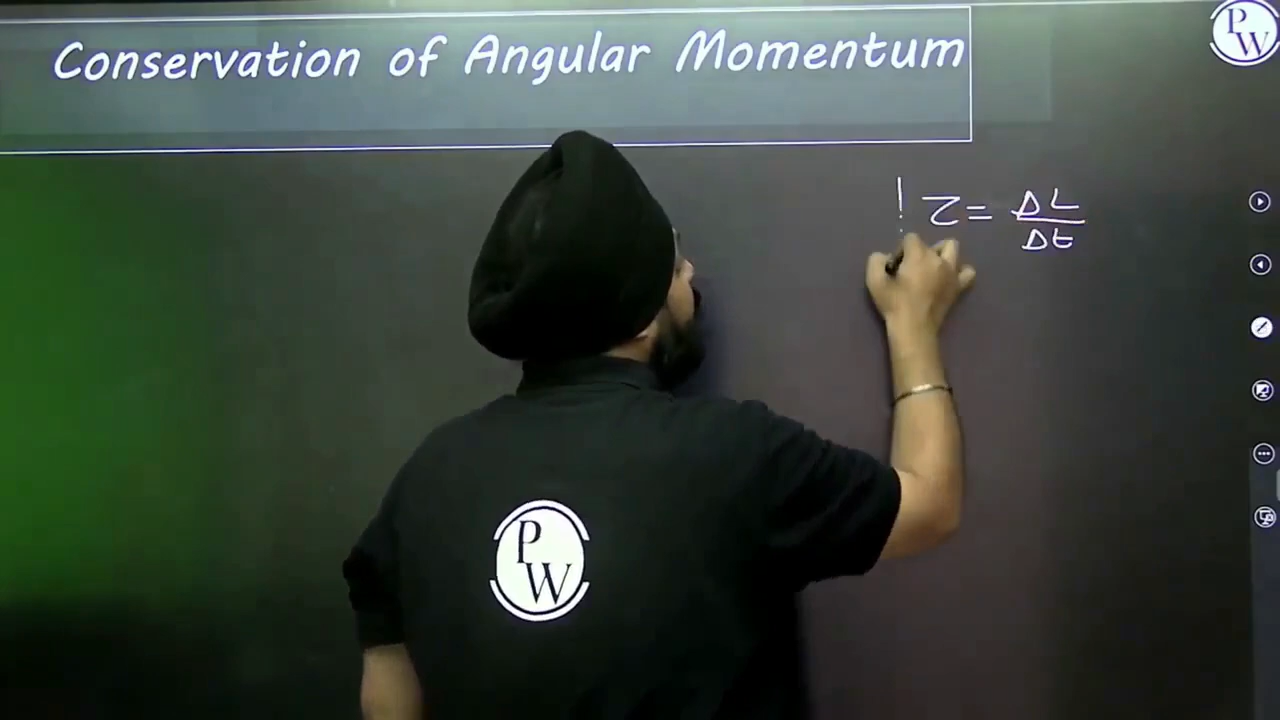 Conservation of Angular Momentum
PW
τ = ΔL
Δt
PW